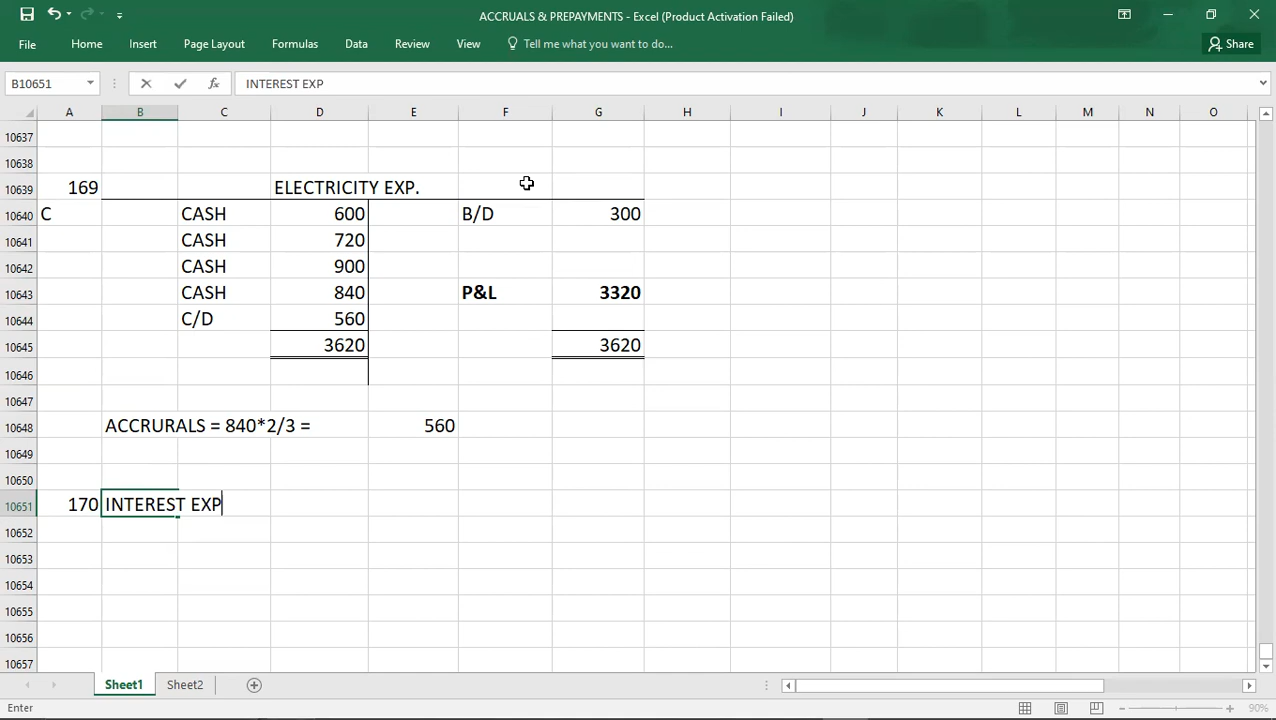 ACCRUALS & PREPAYMENTS - Excel (Product Activation Failed)
File Home Insert Page Layout Formulas Data Review View Tell me what you want to do... Share
B10651 fx INTEREST EXP
A B C D E F G H I J K L M N O
10637
10638
10639 169 ELECTRICITY EXP.
10640 C CASH 600 B/D 300
10641 CASH 720
10642 CASH 900
10643 CASH 840 P&L 3320
10644 C/D 560
10645 3620 3620
10646
10647
10648 ACCRURALS = 840*2/3 = 560
10649
10650
10651 170 INTEREST EXP
10652
10653
10654
10655
10656
10657
Sheet1 Sheet2
Enter 90%